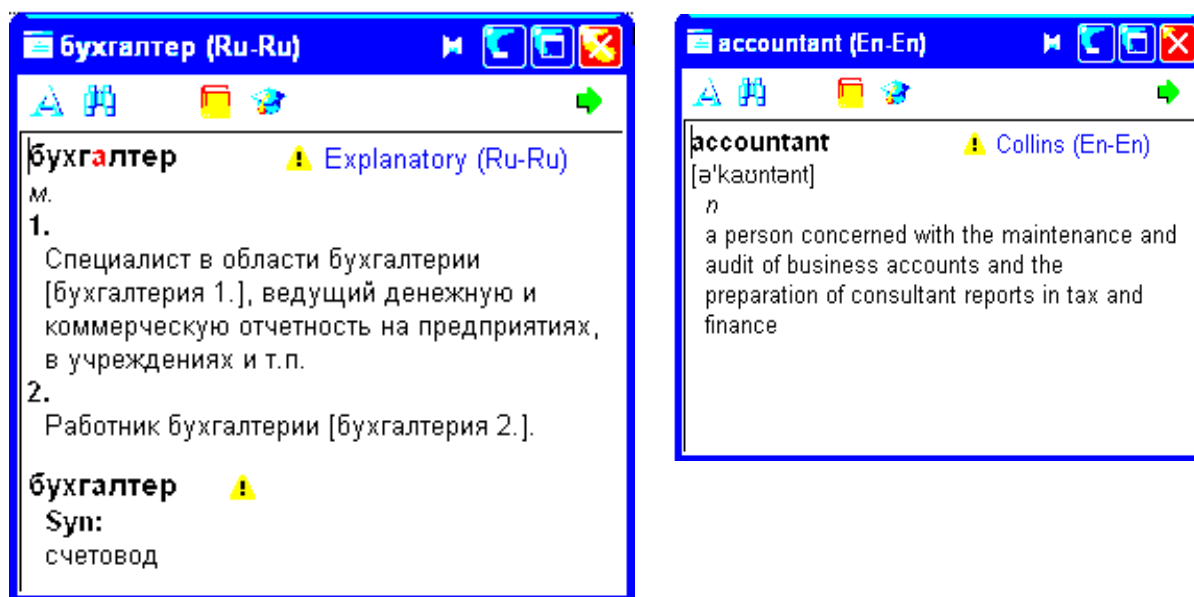 бухгалтер (Ru-Ru)
бухгалтер Explanatory (Ru-Ru)
м.
1.
Специалист в области бухгалтерии
[бухгалтерия 1.], ведущий денежную и
коммерческую отчетность на предприятиях,
в учреждениях и т.п.
2.
Работник бухгалтерии [бухгалтерия 2.].
бухгалтер
Syn:
счетовод
accountant (En-En)
accountant Collins (En-En)
[ə'kaʊntənt]
n
a person concerned with the maintenance and
audit of business accounts and the
preparation of consultant reports in tax and
finance